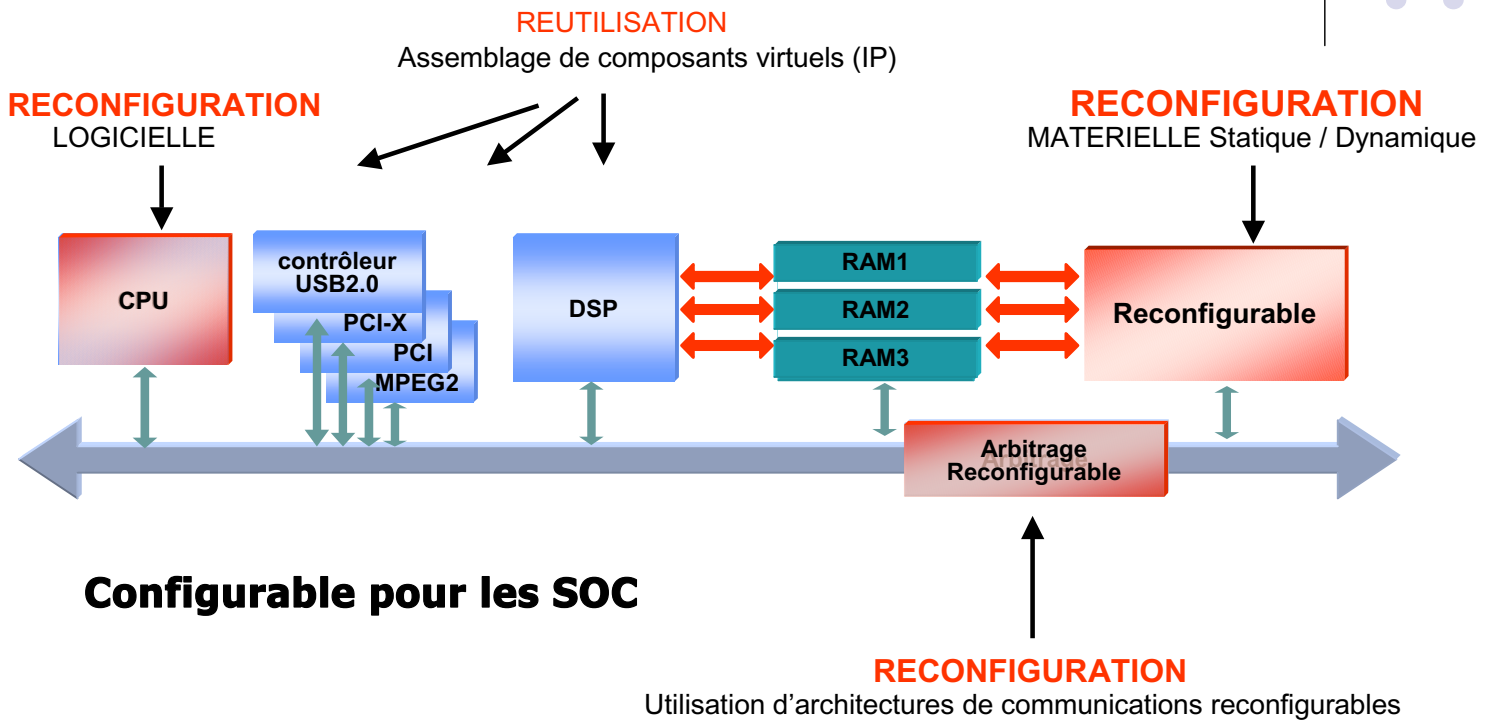 REUTILISATION
Assemblage de composants virtuels (IP)
RECONFIGURATION
LOGICIELLE
RECONFIGURATION
MATERIELLE Statique / Dynamique
CPU
contrôleur
USB2.0
PCI-X
PCI
MPEG2
DSP
RAM1
RAM2
RAM3
Reconfigurable
Arbitrage
Arbitrage
Reconfigurable
Configurable pour les SOC
RECONFIGURATION
Utilisation d’architectures de communications reconfigurables